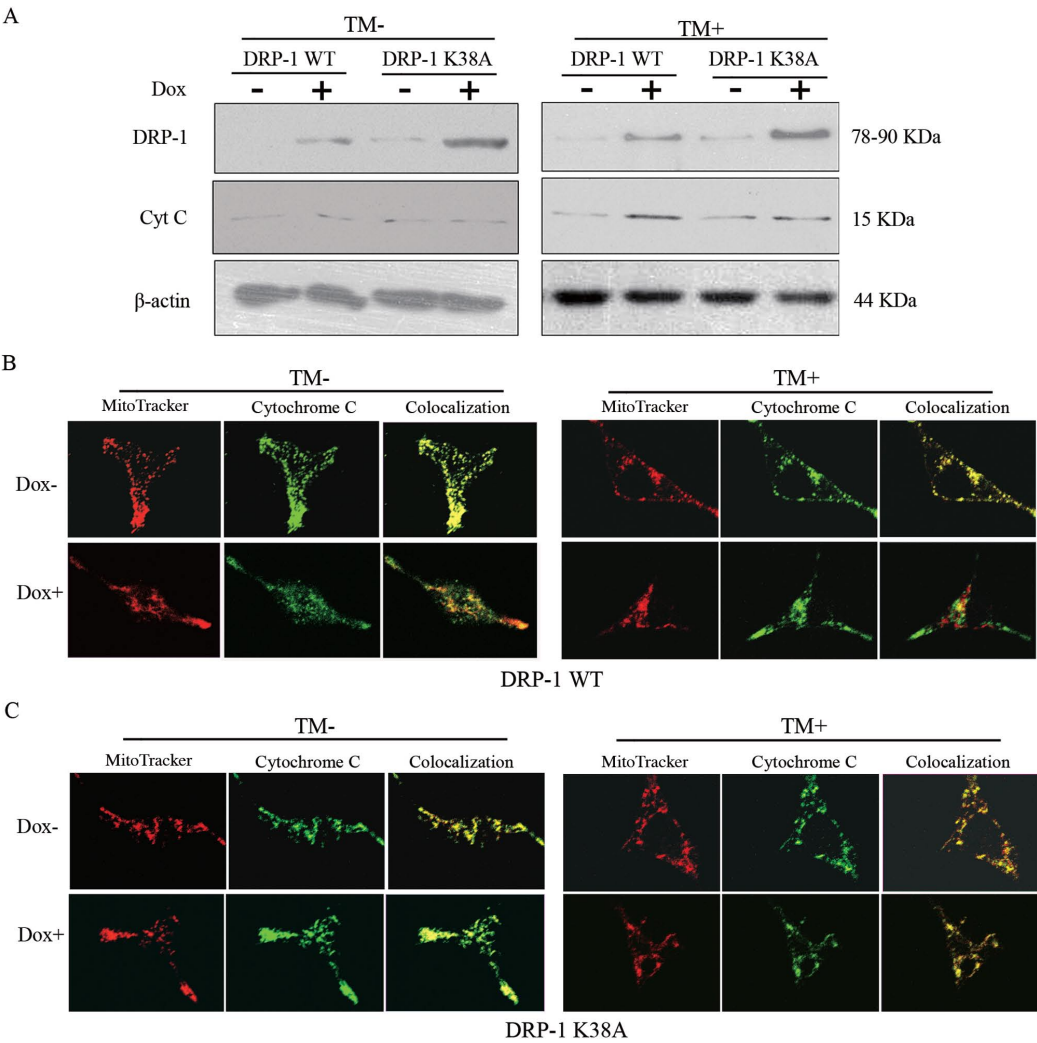 A
TM-
TM+
DRP-1 WT
DRP-1 K38A
DRP-1 WT
DRP-1 K38A
Dox
-
+
-
+
-
+
-
+
DRP-1
78-90 KDa
Cyt C
15 KDa
β-actin
44 KDa
B
TM-
TM+
MitoTracker
Cytochrome C
Colocalization
MitoTracker
Cytochrome C
Colocalization
Dox-
Dox+
DRP-1 WT
C
TM-
TM+
MitoTracker
Cytochrome C
Colocalization
MitoTracker
Cytochrome C
Colocalization
Dox-
Dox+
DRP-1 K38A